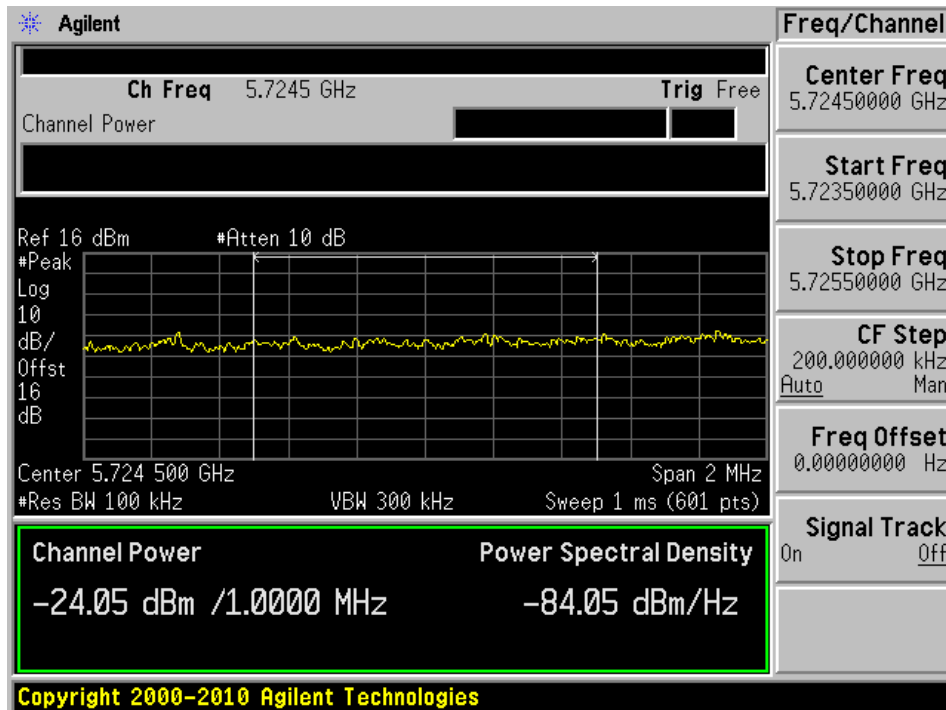 Agilent
Freq/Channel
Ch Freq 5.7245 GHz Trig Free
Channel Power
Center Freq
5.72450000 GHz
Start Freq
5.72350000 GHz
Stop Freq
5.72550000 GHz
CF Step
200.000000 kHz
Auto Man
Freq Offset
0.00000000 Hz
Signal Track
On Off
Ref 16 dBm #Atten 10 dB
#Peak
Log
10
dB/
Offst
16
dB
Center 5.724 500 GHz Span 2 MHz
#Res BW 100 kHz VBW 300 kHz Sweep 1 ms (601 pts)
Channel Power Power Spectral Density
-24.05 dBm /1.0000 MHz -84.05 dBm/Hz
Copyright 2000-2010 Agilent Technologies